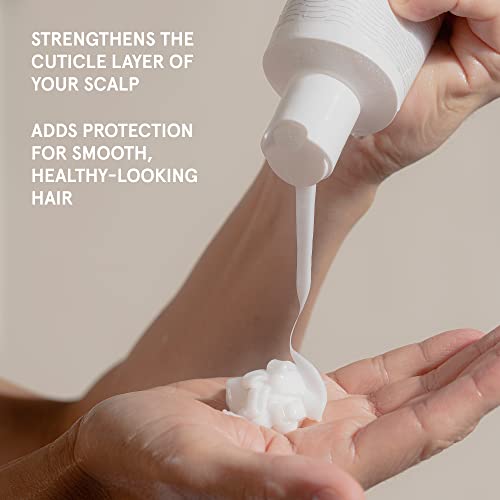 STRENGTHENS THE
CUTICLE LAYER OF
YOUR SCALP
ADDS PROTECTION
FOR SMOOTH,
HEALTHY-LOOKING
HAIR